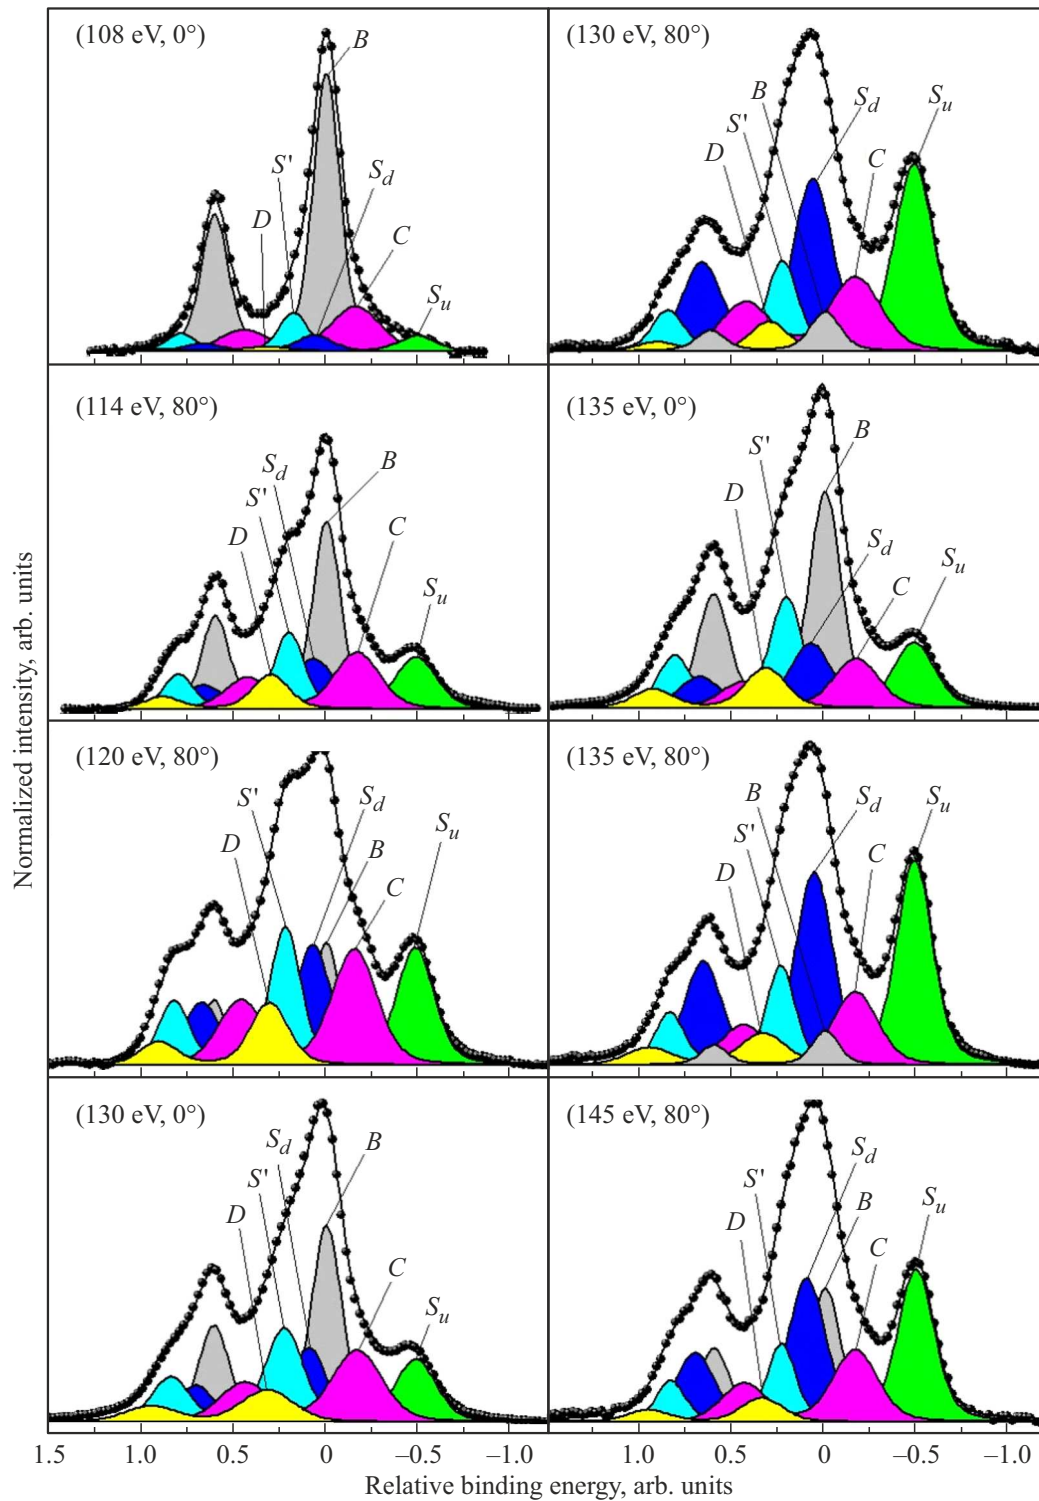 (108 eV, 0°)
B
S'
S_d
D
C
S_u
(130 eV, 80°)
B
S_d
S_u
S'
D
C
(114 eV, 80°)
S_d
B
S'
D
C
S_u
(135 eV, 0°)
B
S'
D
S_d
S_u
C
(120 eV, 80°)
S'
S_d
S_u
D
B
C
(135 eV, 80°)
B
S_d
S_u
S'
C
D
(130 eV, 0°)
S_d
B
S'
D
C
S_u
(145 eV, 80°)
S_d
S'
B
S_u
D
C
1.5 1.0 0.5 0 –0.5 –1.0 1.0 0.5 0 –0.5 –1.0
Relative binding energy, arb. units
Normalized intensity, arb. units